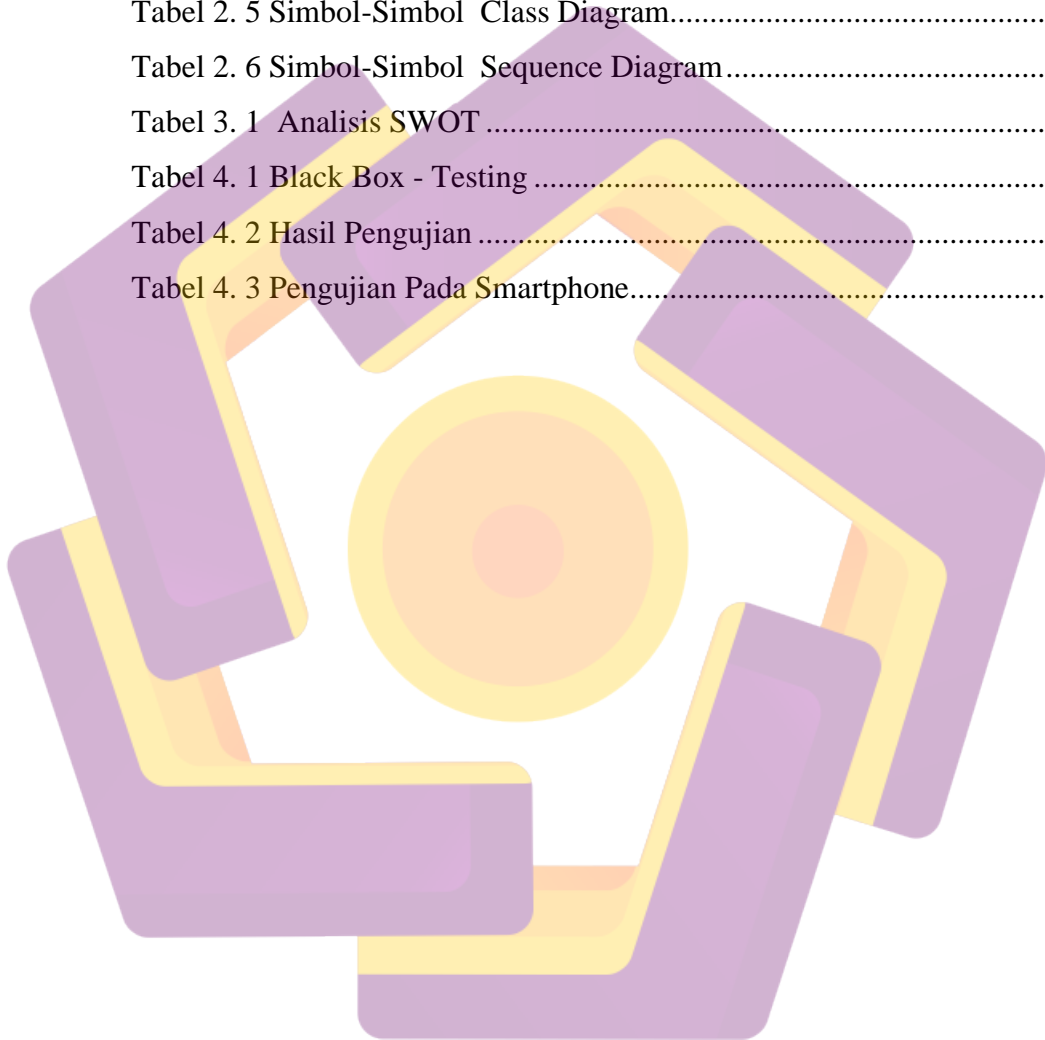 Tabel 2. 5 Simbol-Simbol  Class Diagram................................................
Tabel 2. 6 Simbol-Simbol  Sequence Diagram.........................................
Tabel 3. 1  Analisis SWOT........................................................................
Tabel 4. 1 Black Box - Testing..................................................................
Tabel 4. 2 Hasil Pengujian.........................................................................
Tabel 4. 3 Pengujian Pada Smartphone.....................................................